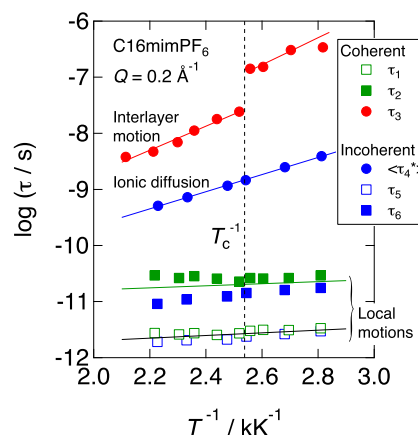 C16mimPF₆
Q = 0.2 Å⁻¹
Interlayer
motion
Ionic diffusion
T_c⁻¹
Local
motions
Coherent
τ₁
τ₂
τ₃
Incoherent
<τ₄*>
τ₅
τ₆
log (τ / s)
-6
-7
-8
-9
-10
-11
-12
2.0
2.2
2.4
2.6
2.8
3.0
T⁻¹ / kK⁻¹